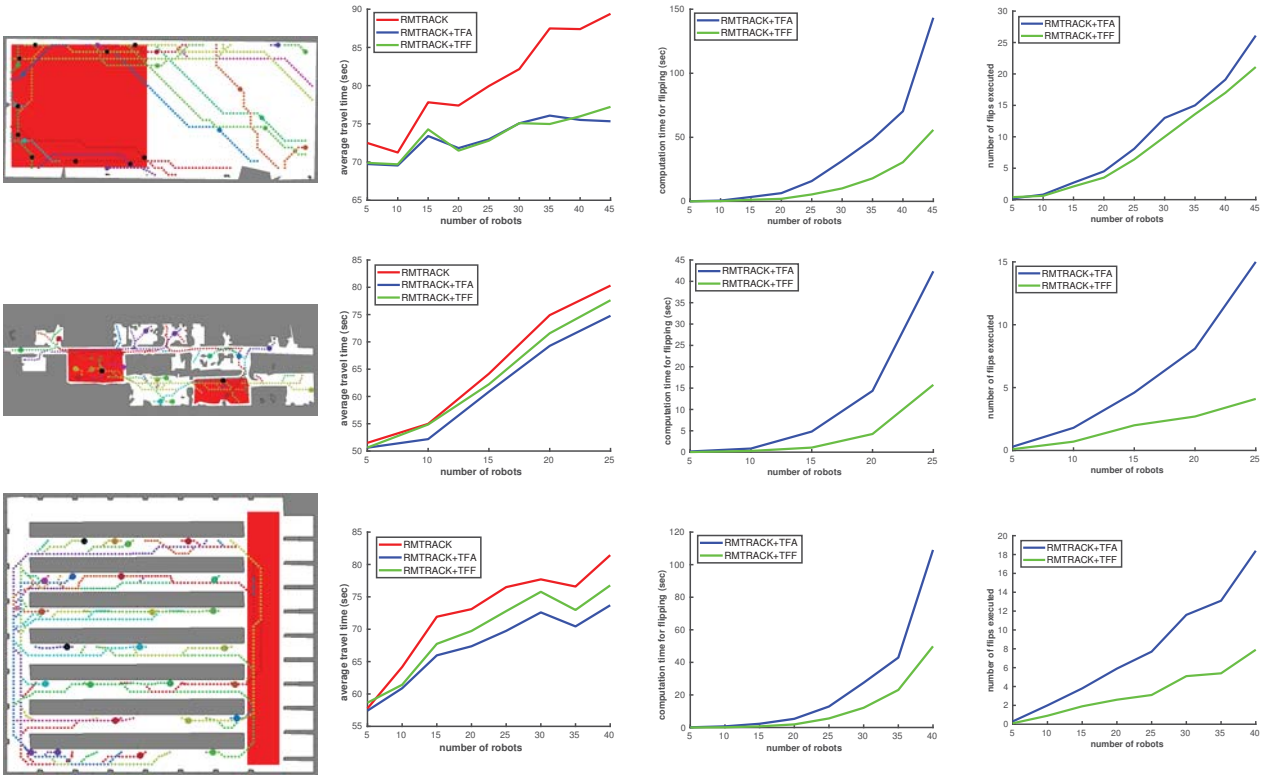 90
85
80
75
70
65
5 10 15 20 25 30 35 40 45
average travel time (sec)
number of robots
RMTRACK
RMTRACK+TFA
RMTRACK+TFF
150
100
50
0
5 10 15 20 25 30 35 40 45
computation time for flipping (sec)
number of robots
RMTRACK+TFA
RMTRACK+TFF
30
25
20
15
10
5
0
5 10 15 20 25 30 35 40 45
number of flips executed
number of robots
RMTRACK+TFA
RMTRACK+TFF
85
80
75
70
65
60
55
50
5 10 15 20 25
average travel time (sec)
number of robots
RMTRACK
RMTRACK+TFA
RMTRACK+TFF
45
40
35
30
25
20
15
10
5
0
5 10 15 20 25
computation time for flipping (sec)
number of robots
RMTRACK+TFA
RMTRACK+TFF
15
10
5
0
5 10 15 20 25
number of flips executed
number of robots
RMTRACK+TFA
RMTRACK+TFF
85
80
75
70
65
60
55
5 10 15 20 25 30 35 40
average travel time (sec)
number of robots
RMTRACK
RMTRACK+TFA
RMTRACK+TFF
120
100
80
60
40
20
0
5 10 15 20 25 30 35 40
computation time for flipping (sec)
number of robots
RMTRACK+TFA
RMTRACK+TFF
20
18
16
14
12
10
8
6
4
2
0
5 10 15 20 25 30 35 40
number of flips executed
number of robots
RMTRACK+TFA
RMTRACK+TFF